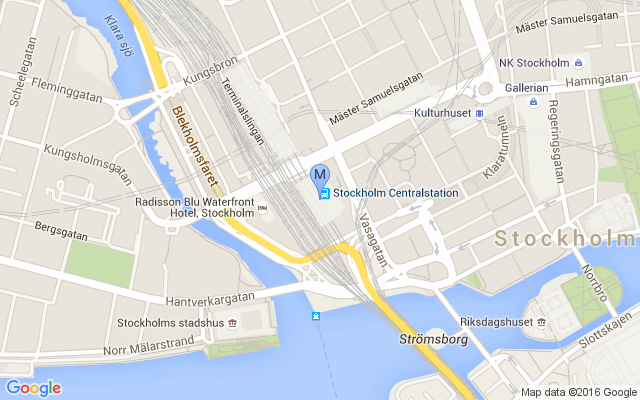 Klara sjö
Scheelegatan
Fleminggatan
Kungsbron
Mäster Samuelsgatan
NK Stockholm
Hamngatan
Gallerian
Terminalslingan
Blekholmsfaret
Mäster Samuelsgatan
Kulturhuset
Regeringsgatan
Klaratunneln
Kungsholmsgatan
M
Stockholm Centralstation
Radisson Blu Waterfront
Hotel, Stockholm
Vasagatan
Bergsgatan
Stockholm
Norrbro
Hantverkargatan
Stockholms stadshus
Riksdagshuset
Slottskajen
Strömsborg
Norr Mälarstrand
Google
Map data ©2016 Google